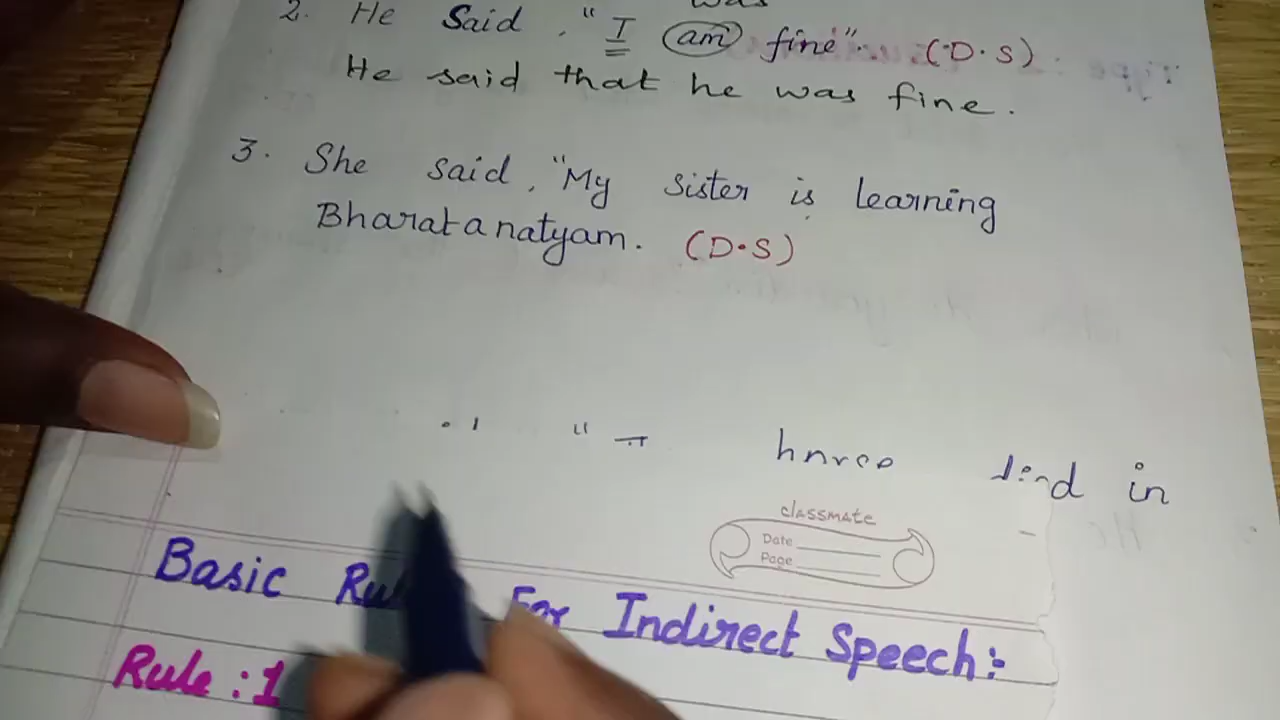 was
2. He Said, "I am fine". (D.S).
He said that he was fine.
3. She said, "My sister is learning
Bharatanatyam. (D.S)
in
classmate
Date
Page
Basic For Indirect Speech:
Rule:1